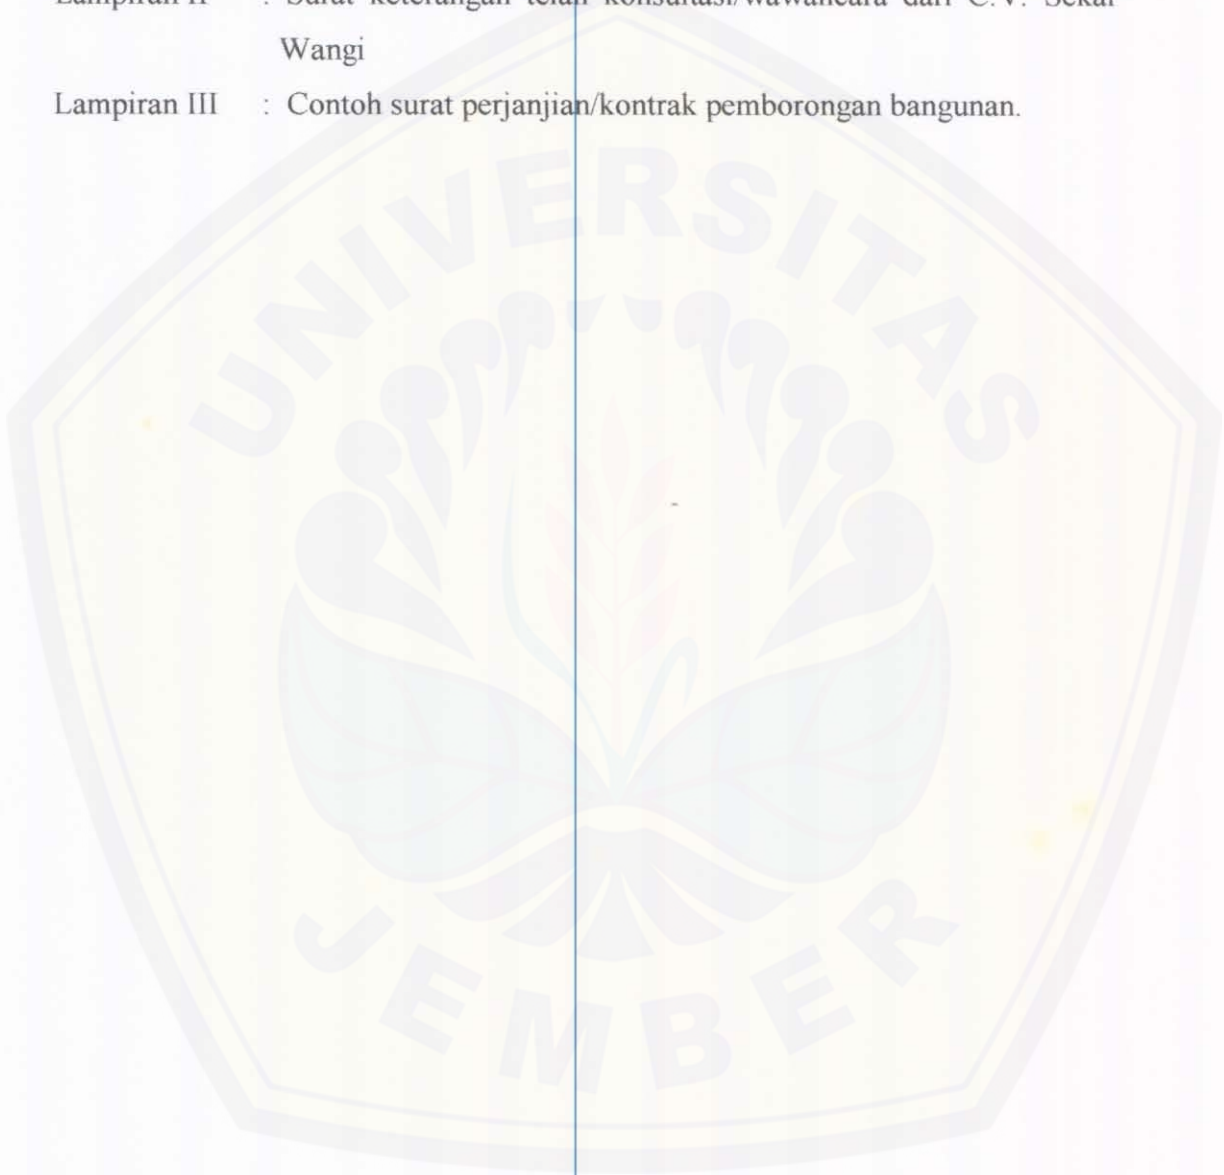 Lampiran II : Surat keterangan telah konsultasi/wawancara dari C.V. Sekar
Wangi
Lampiran III : Contoh surat perjanjian/kontrak pemborongan bangunan.
UNIVERSITAS
JEMBER